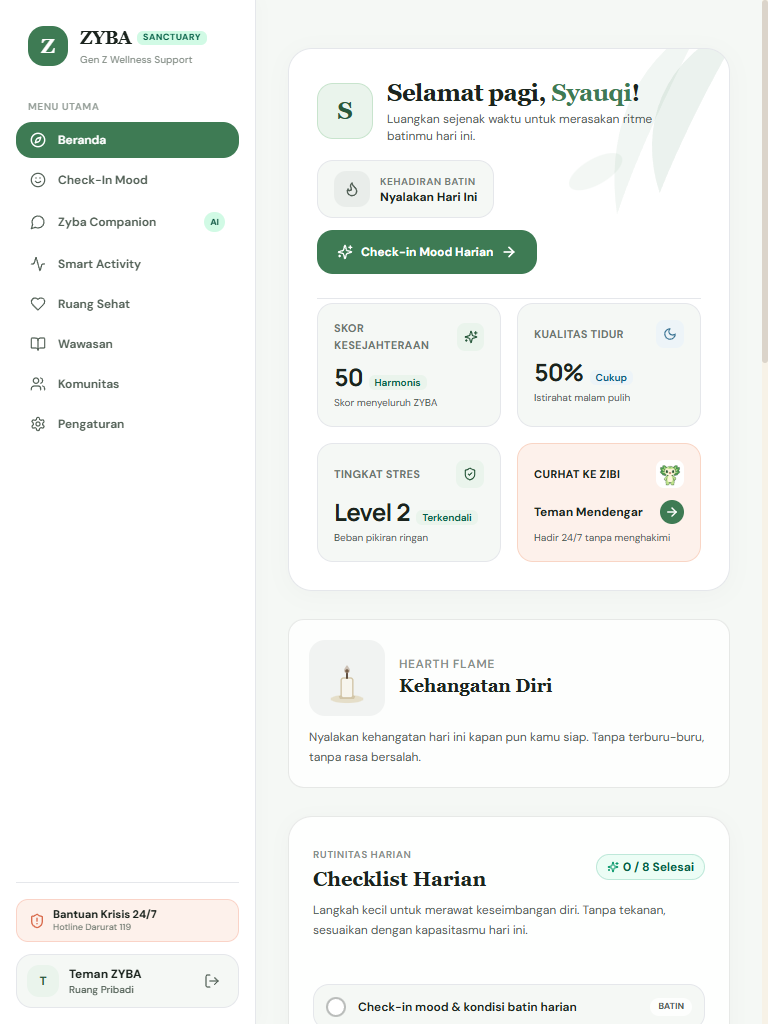 Z
ZYBA SANCTUARY
Gen Z Wellness Support
MENU UTAMA
Beranda
Check-In Mood
Zyba Companion AI
Smart Activity
Ruang Sehat
Wawasan
Komunitas
Pengaturan
Bantuan Krisis 24/7
Hotline Darurat 119
T
Teman ZYBA
Ruang Pribadi
S
Selamat pagi, Syauqi!
Luangkan sejenak waktu untuk merasakan ritme
batinmu hari ini.
KEHADIRAN BATIN
Nyalakan Hari Ini
Check-in Mood Harian
SKOR
KESEJAHTERAAN
50 Harmonis
Skor menyeluruh ZYBA
KUALITAS TIDUR
50% Cukup
Istirahat malam pulih
TINGKAT STRES
Level 2 Terkendali
Beban pikiran ringan
CURHAT KE ZIBI
Teman Mendengar
Hadir 24/7 tanpa menghakimi
HEARTH FLAME
Kehangatan Diri
Nyalakan kehangatan hari ini kapan pun kamu siap. Tanpa terburu-buru,
tanpa rasa bersalah.
RUTINITAS HARIAN
Checklist Harian
0 / 8 Selesai
Langkah kecil untuk merawat keseimbangan diri. Tanpa tekanan,
sesuaikan dengan kapasitasmu hari ini.
Check-in mood & kondisi batin harian BATIN